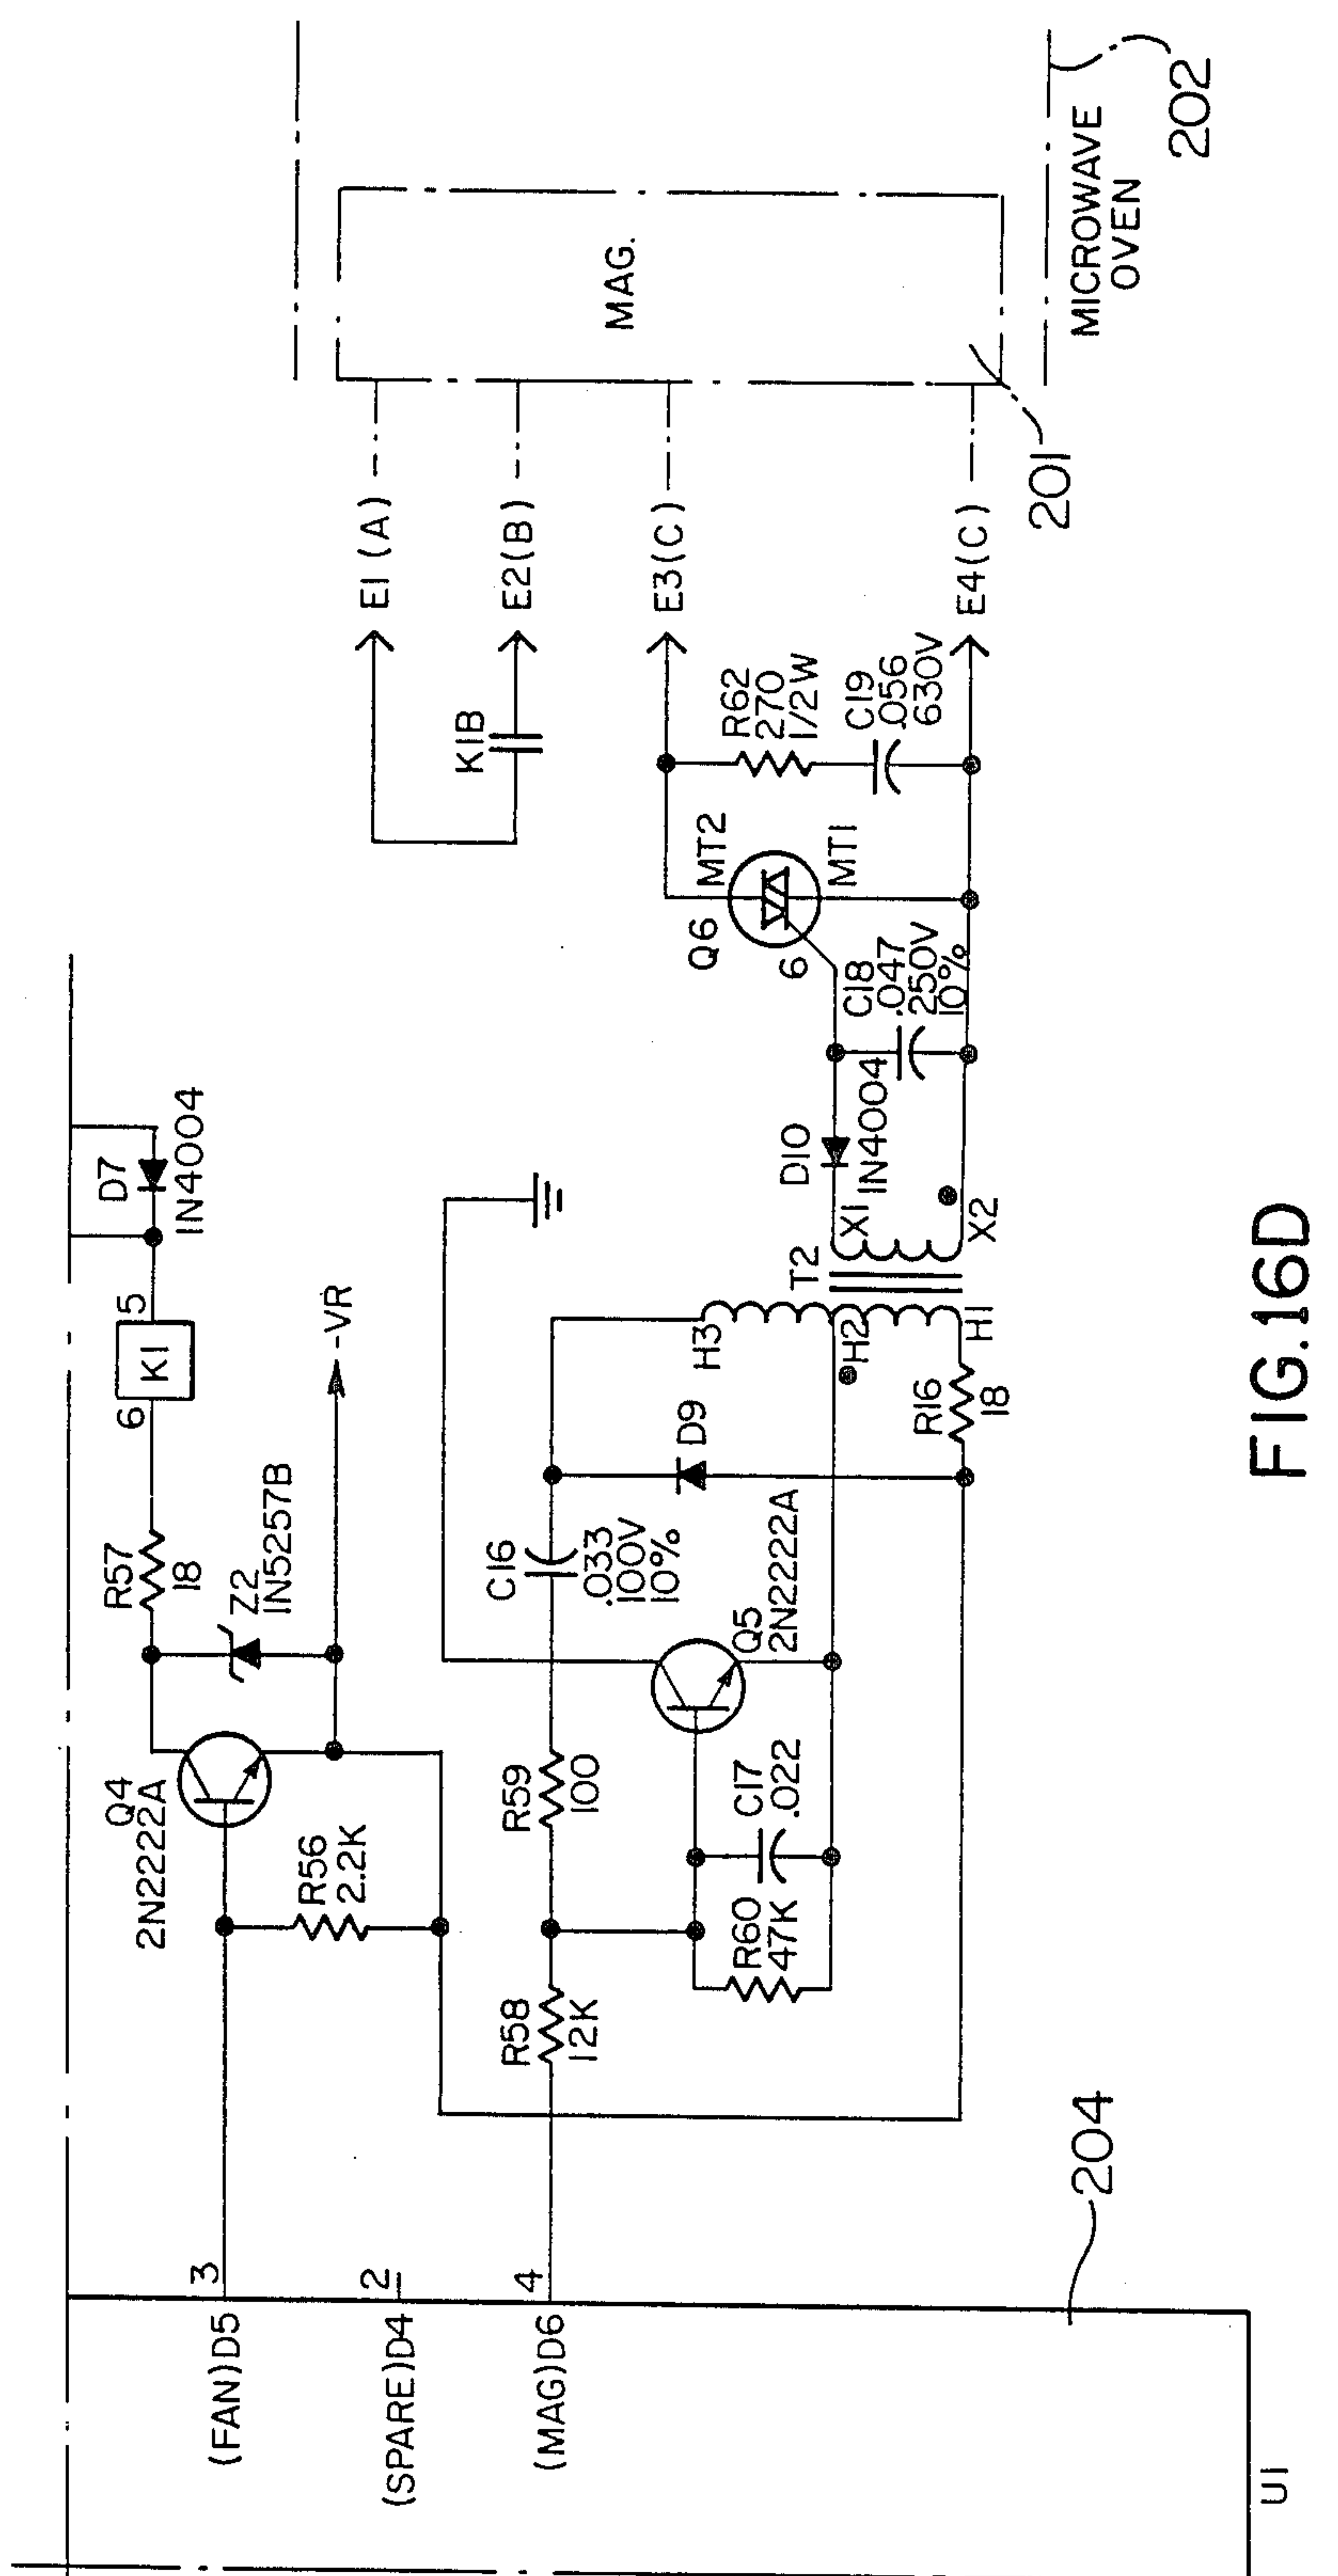 D7
1N4004
5
K1
6
R57
18
Z2
1N5257B
-VR
Q4
2N2222A
R56
2.2K
3
(FAN)D5
2
(SPARE)D4
4
(MAG)D6
R58
12K
R59
100
C16
.033
100V
10%
R60
47K
C17
.022
Q5
2N2222A
D9
H3
H2
H1
R16
18
T2
X1
X2
D10
1N4004
C18
.047
250V
10%
6
Q6
MT2
MT1
R62
270
1/2W
C19
.056
630V
K1B
E1(A)
E2(B)
E3(C)
E4(C)
MAG.
201
MICROWAVE
OVEN
202
204
U1
FIG.16D